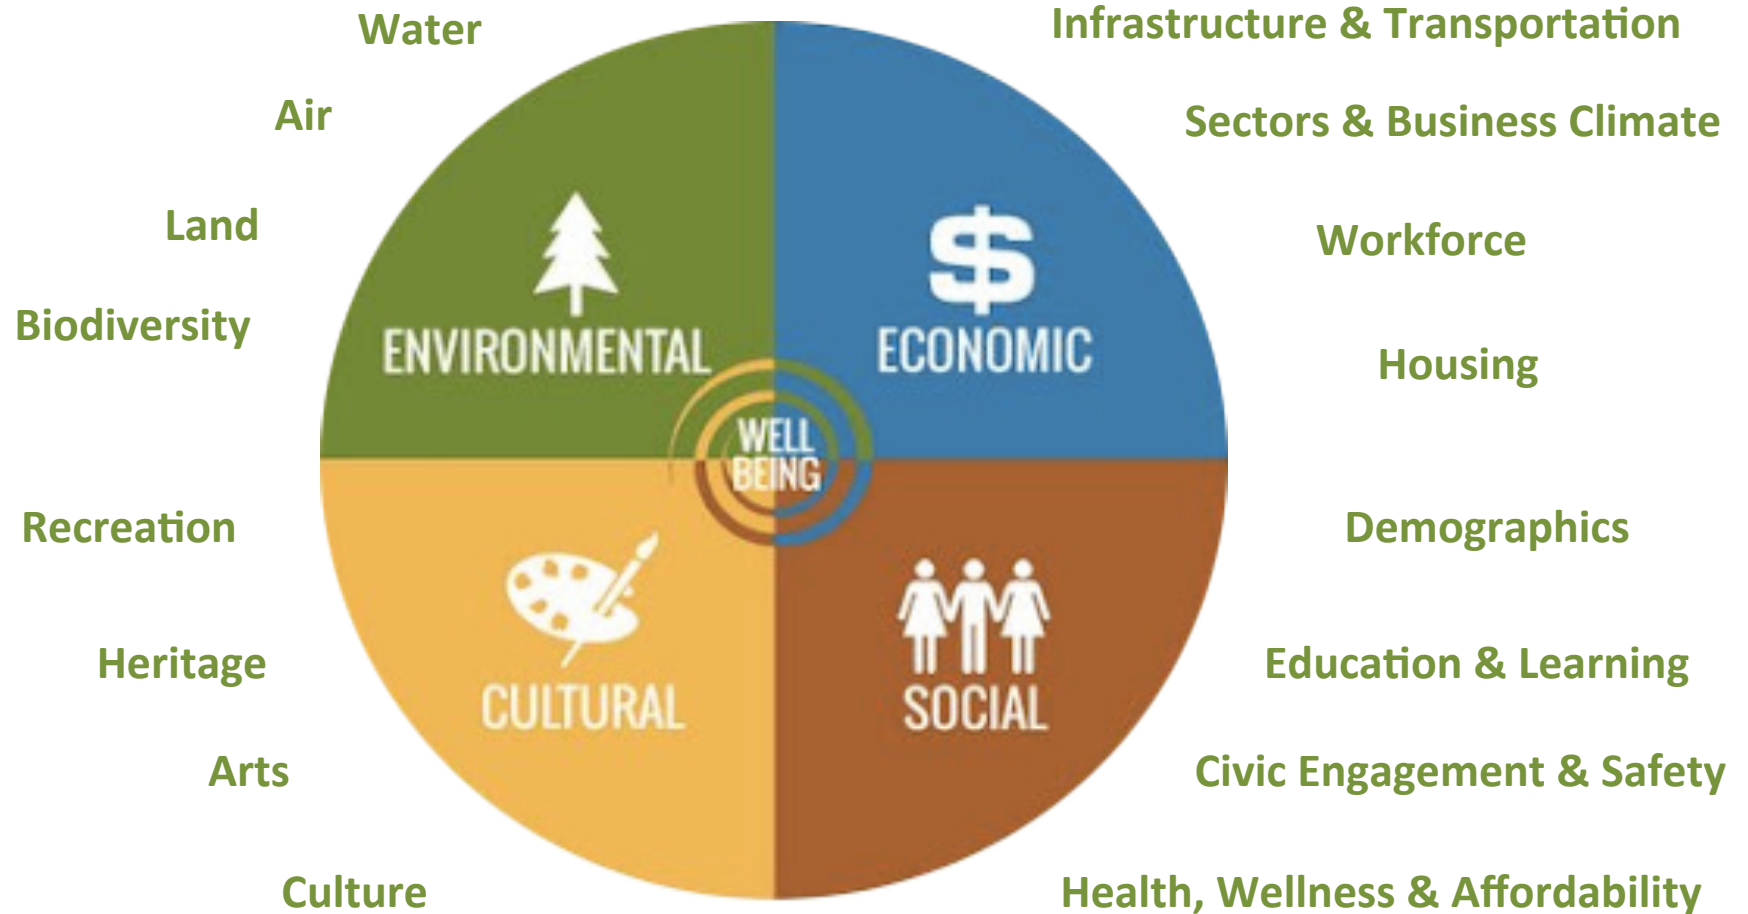 Water
Air
Land
Biodiversity
Infrastructure & Transportation
Sectors & Business Climate
Workforce
Housing
ENVIRONMENTAL
ECONOMIC
WELL
BEING
CULTURAL
SOCIAL
Recreation
Heritage
Arts
Culture
Demographics
Education & Learning
Civic Engagement & Safety
Health, Wellness & Affordability